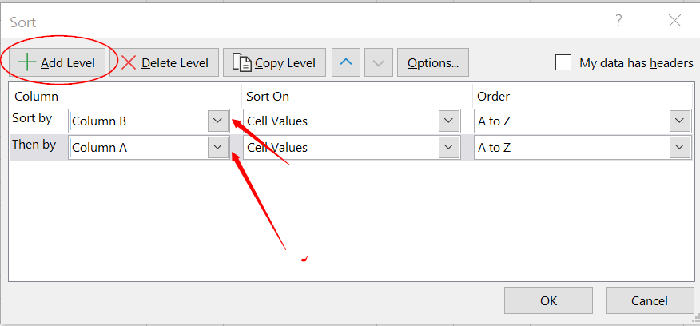 Sort ?
Add Level Delete Level Copy Level Options... My data has headers
Column Sort On Order
Sort by Column B Cell Values A to Z
Then by Column A Cell Values A to Z
OK Cancel